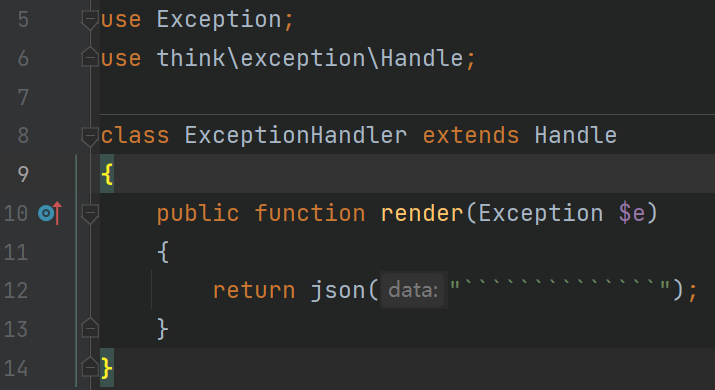 5 use Exception;
6 use think\exception\Handle;
7
8 class ExceptionHandler extends Handle
9 {
10 public function render(Exception $e)
11 {
12 return json( data: "``````````````");
13 }
14 }